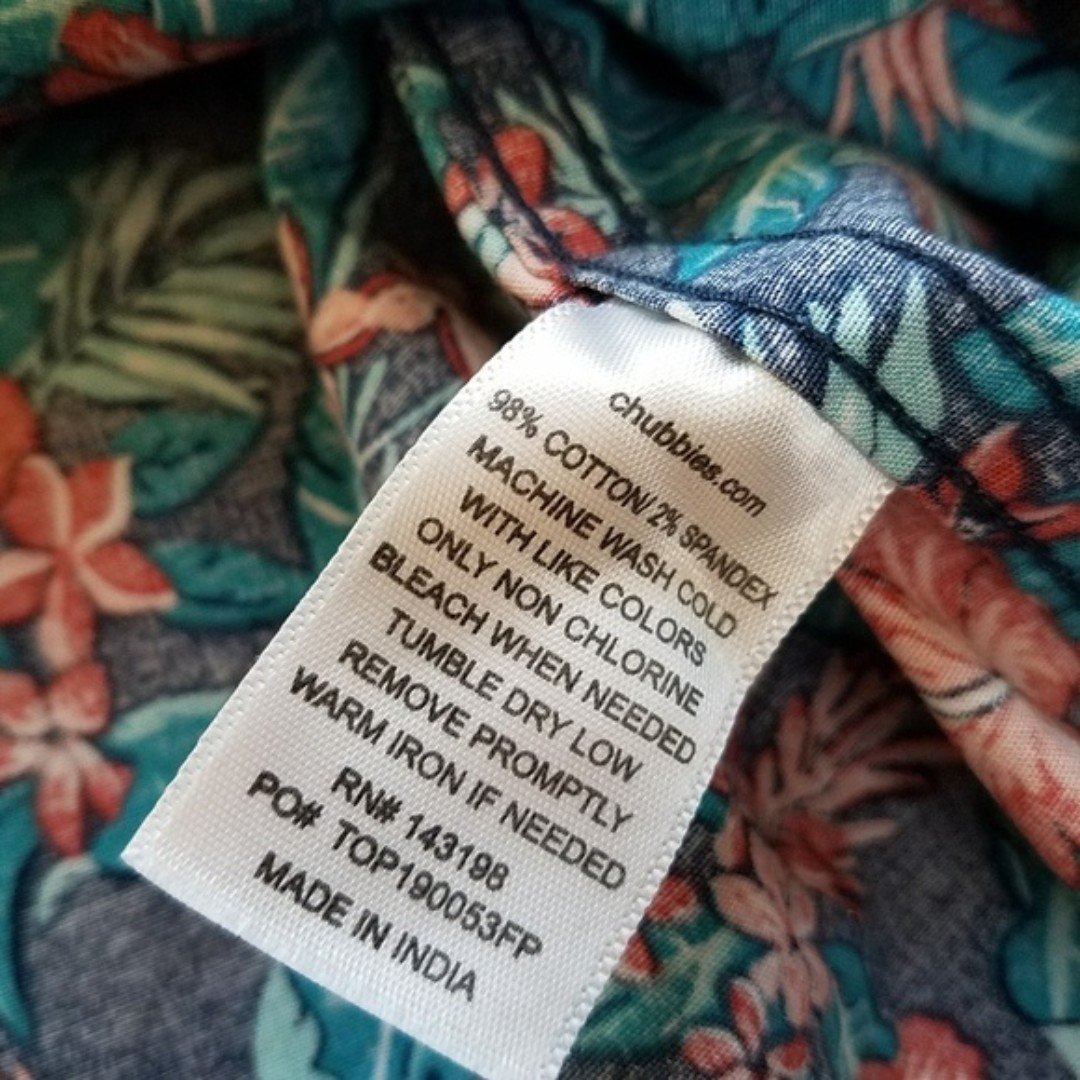 chubbies.com
98% COTTON/ 2% SPANDEX
MACHINE WASH COLD
WITH LIKE COLORS
ONLY NON CHLORINE
BLEACH WHEN NEEDED
TUMBLE DRY LOW
REMOVE PROMPTLY
WARM IRON IF NEEDED
RN# 143198
PO# TOP190053FP
MADE IN INDIA